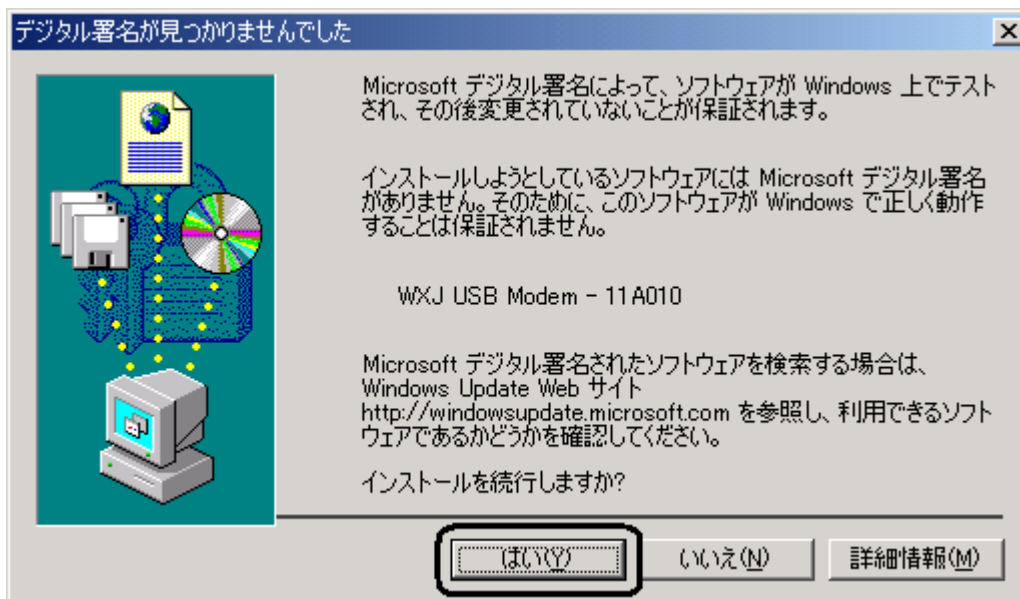 デジタル署名が見つかりませんでした
Microsoft デジタル署名によって、ソフトウェアが Windows 上でテスト
され、その後変更されていないことが保証されます。
インストールしようとしているソフトウェアには Microsoft デジタル署名
がありません。そのために、このソフトウェアが Windows で正しく動作
することは保証されません。
WXJ USB Modem - 11A010
Microsoft デジタル署名されたソフトウェアを検索する場合は、
Windows Update Web サイト
http://windowsupdate.microsoft.com を参照し、利用できるソフト
ウェアであるかどうかを確認してください。
インストールを続行しますか?
はい(Y)
いいえ(N)
詳細情報(M)